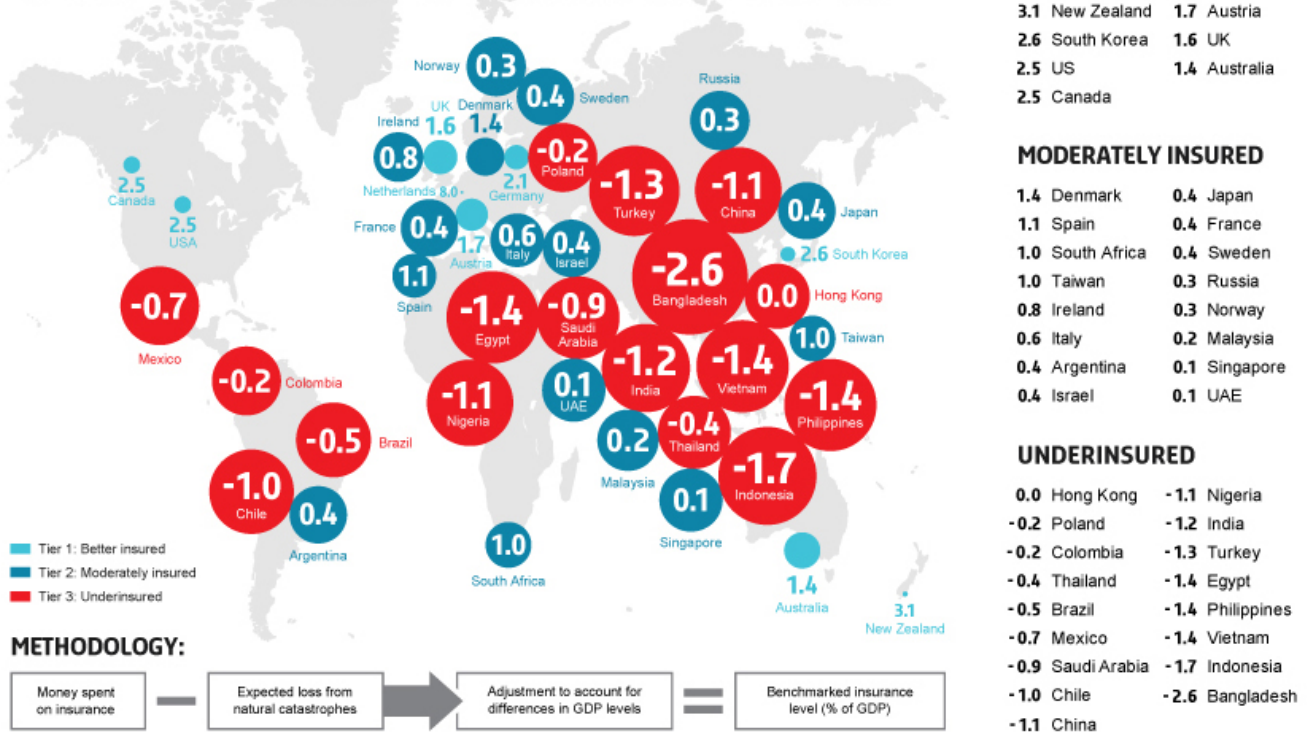 Norway
0.3
0.4
Sweden
Russia
0.3
UK
1.6
Denmark
1.4
Ireland
0.8
-0.2
Poland
2.1
Germany
Netherlands 8.0
-1.3
Turkey
-1.1
China
0.4
Japan
2.5
Canada
2.5
USA
France
0.4
1.7
Austria
0.6
Italy
0.4
Israel
1.1
Spain
2.6 South Korea
-2.6
Bangladesh
0.0
Hong Kong
-0.7
Mexico
-1.4
Egypt
-0.9
Saudi
Arabia
1.0
Taiwan
-0.2
Colombia
-1.1
Nigeria
0.1
UAE
-1.2
India
-1.4
Vietnam
-1.4
Philippines
-0.5
Brazil
0.2
Malaysia
-0.4
Thailand
-1.0
Chile
0.4
Argentina
-1.7
Indonesia
0.1
Singapore
1.0
South Africa
1.4
Australia
3.1
New Zealand
Tier 1: Better insured
Tier 2: Moderately insured
Tier 3: Underinsured
METHODOLOGY:
Money spent
on insurance
Expected loss from
natural catastrophes
Adjustment to account for
differences in GDP levels
Benchmarked insurance
level (% of GDP)
3.1 New Zealand
2.6 South Korea
2.5 US
2.5 Canada
1.7 Austria
1.6 UK
1.4 Australia
MODERATELY INSURED
1.4 Denmark
1.1 Spain
1.0 South Africa
1.0 Taiwan
0.8 Ireland
0.6 Italy
0.4 Argentina
0.4 Israel
0.4 Japan
0.4 France
0.4 Sweden
0.3 Russia
0.3 Norway
0.2 Malaysia
0.1 Singapore
0.1 UAE
UNDERINSURED
0.0 Hong Kong
-0.2 Poland
-0.2 Colombia
-0.4 Thailand
-0.5 Brazil
-0.7 Mexico
-0.9 Saudi Arabia
-1.0 Chile
-1.1 China
-1.1 Nigeria
-1.2 India
-1.3 Turkey
-1.4 Egypt
-1.4 Philippines
-1.4 Vietnam
-1.7 Indonesia
-2.6 Bangladesh